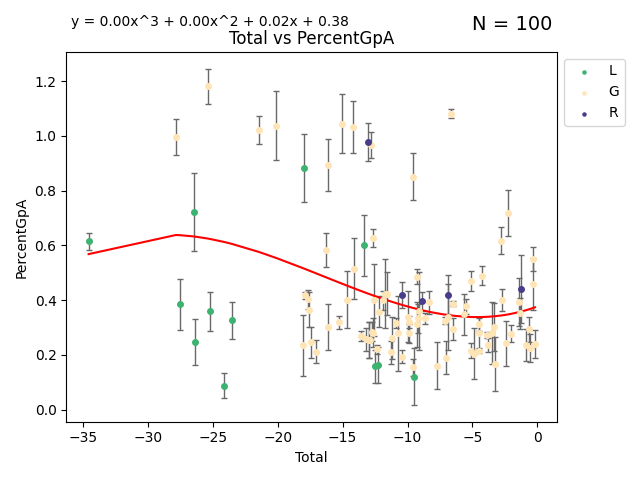 y = 0.00x^3 + 0.00x^2 + 0.02x + 0.38
N = 100
Total vs PercentGpA
L
G
R
PercentGpA
1.2
1.0
0.8
0.6
0.4
0.2
0.0
−35 −30 −25 −20 −15 −10 −5 0
Total